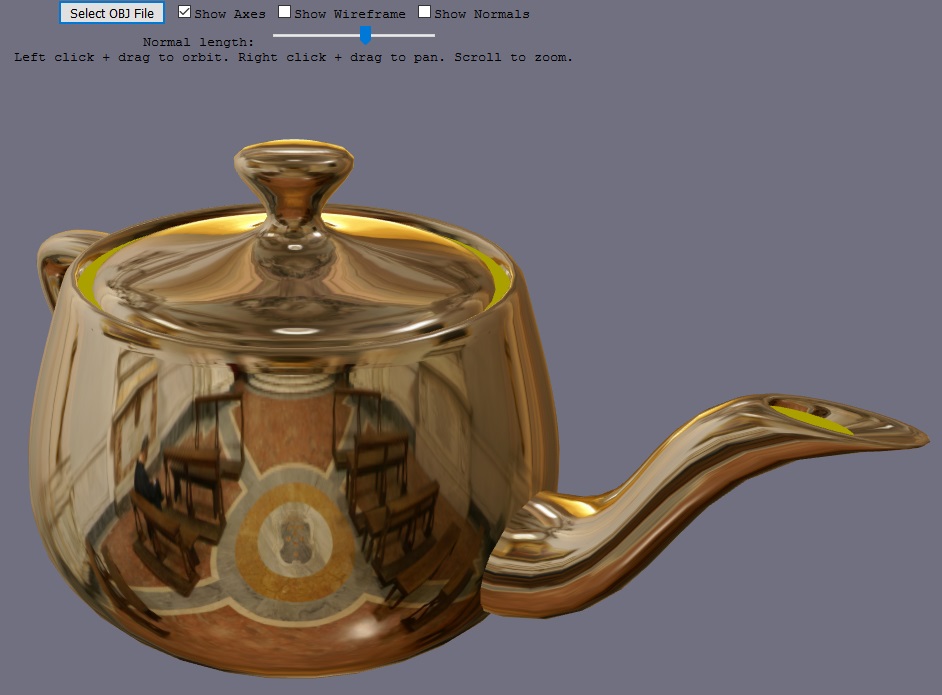 Select OBJ File Show Axes Show Wireframe Show Normals
Normal length:
Left click + drag to orbit. Right click + drag to pan. Scroll to zoom.